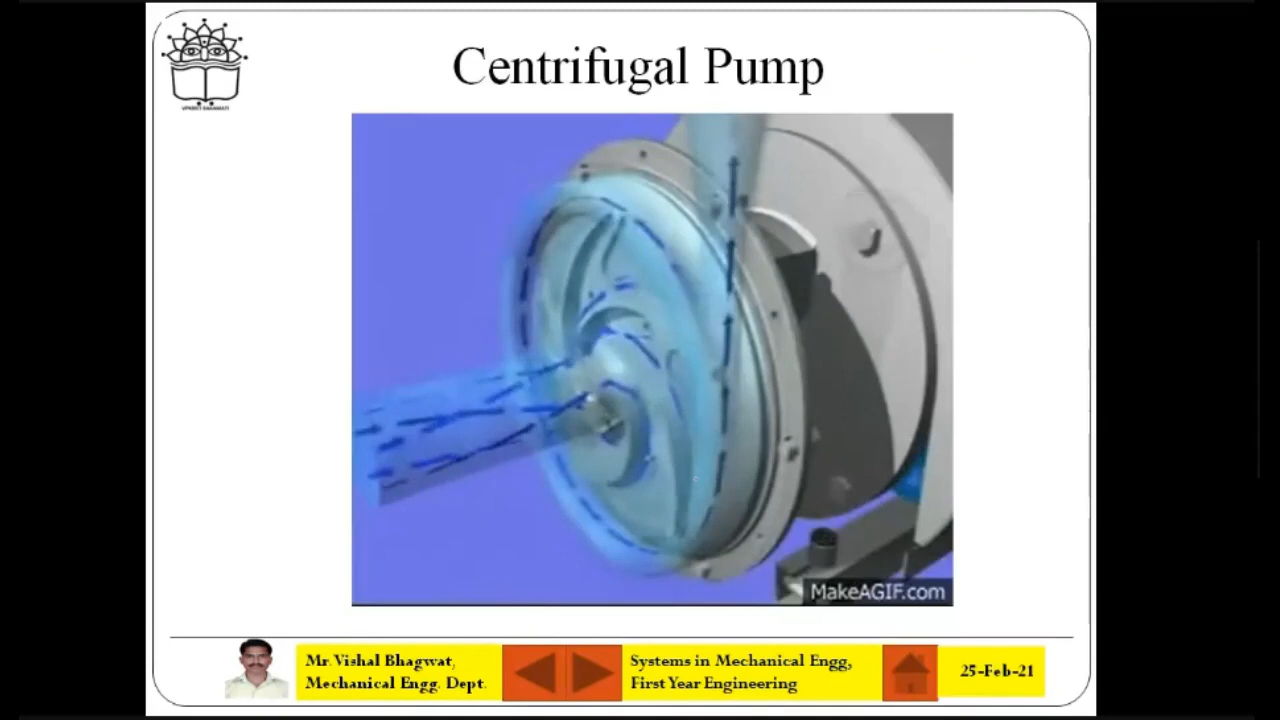 Centrifugal Pump
MakeAGIF.com
Mr. Vishal Bhagwat,
Mechanical Engg. Dept.
Systems in Mechanical Engg,
First Year Engineering
25-Feb-21